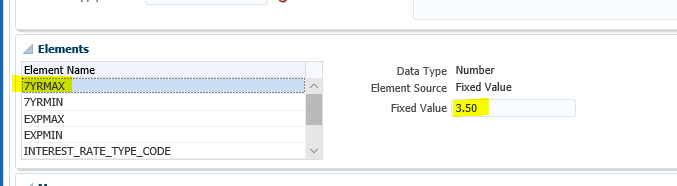 Elements
Element Name
7YRMAX
7YRMIN
EXPMAX
EXPMIN
INTEREST_RATE_TYPE_CODE
Data Type Number
Element Source Fixed Value
Fixed Value 3.50